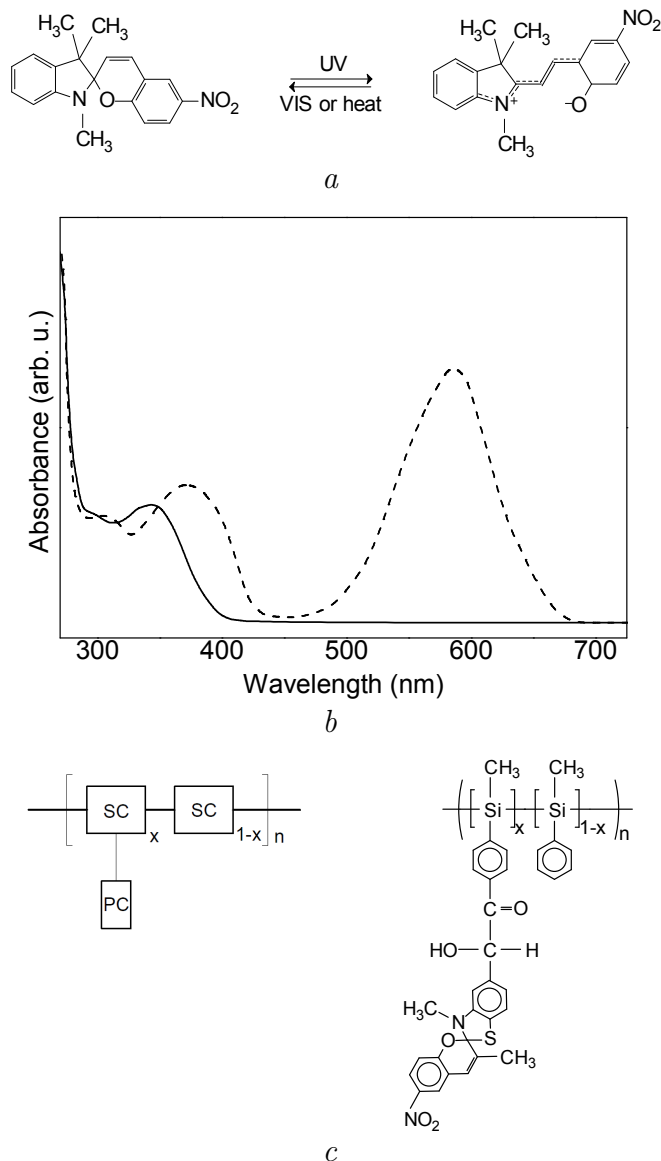 H₃C CH₃
N
O
NO₂
CH₃
UV
VIS or heat
H₃C CH₃
N⁺
⁻O
NO₂
CH₃
a
Absorbance (arb. u.)
300 400 500 600 700
Wavelength (nm)
b
SC SC
x 1-x n
PC
CH₃ CH₃
Si Si
x 1-x n
C=O
HO C H
H₃C N
O S
CH₃
NO₂
c